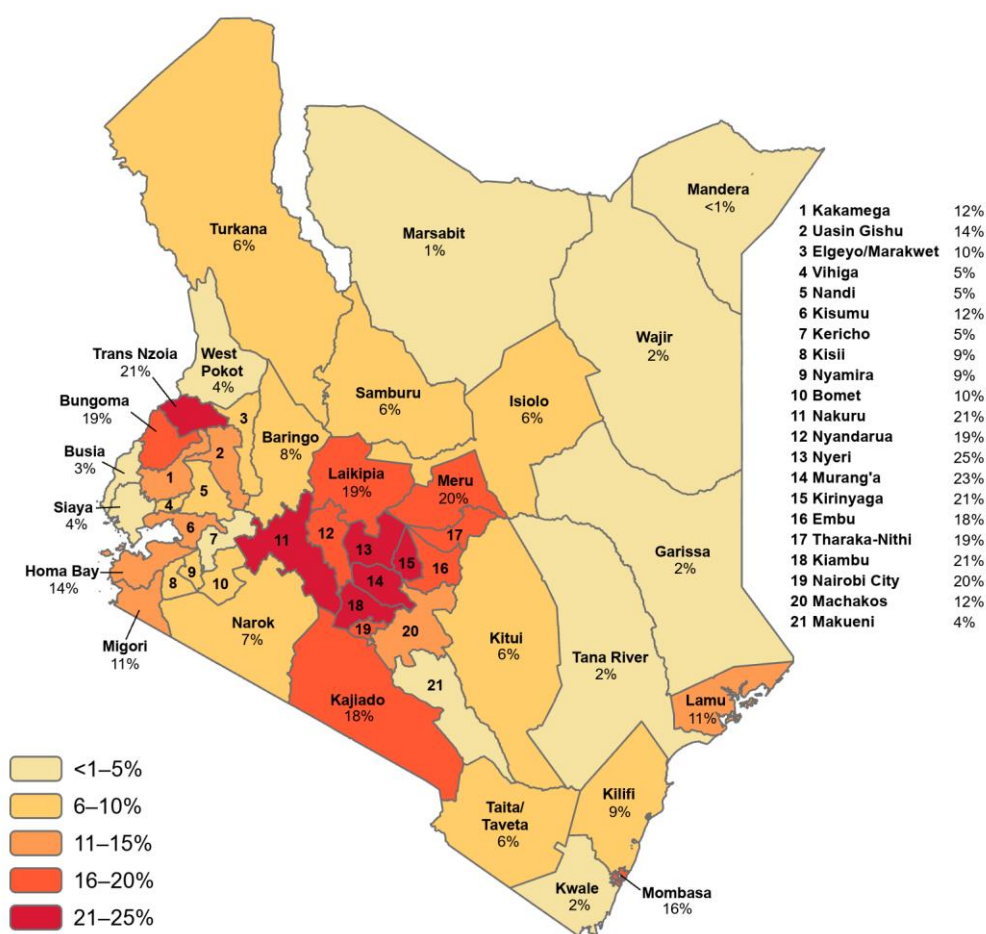 Turkana
6%
Marsabit
1%
Mandera
<1%
Wajir
2%
West
Pokot
4%
Trans Nzoia
21%
Bungoma
19%
Busia
3%
Siaya
4%
Homa Bay
14%
Migori
11%
Samburu
6%
Isiolo
6%
Baringo
8%
Laikipia
19%
Meru
20%
Garissa
2%
Narok
7%
Kitui
6%
Tana River
2%
Kajiado
18%
Lamu
11%
Taita/
Taveta
6%
Kilifi
9%
Kwale
2%
Mombasa
16%
3
2
1
5
4
6
7
8
9
10
11
12
13
14
15
16
17
18
19
20
21
1 Kakamega 12%
2 Uasin Gishu 14%
3 Elgeyo/Marakwet 10%
4 Vihiga 5%
5 Nandi 5%
6 Kisumu 12%
7 Kericho 5%
8 Kisii 9%
9 Nyamira 9%
10 Bomet 10%
11 Nakuru 21%
12 Nyandarua 19%
13 Nyeri 25%
14 Murang'a 23%
15 Kirinyaga 21%
16 Embu 18%
17 Tharaka-Nithi 19%
18 Kiambu 21%
19 Nairobi City 20%
20 Machakos 12%
21 Makueni 4%
<1–5%
6–10%
11–15%
16–20%
21–25%